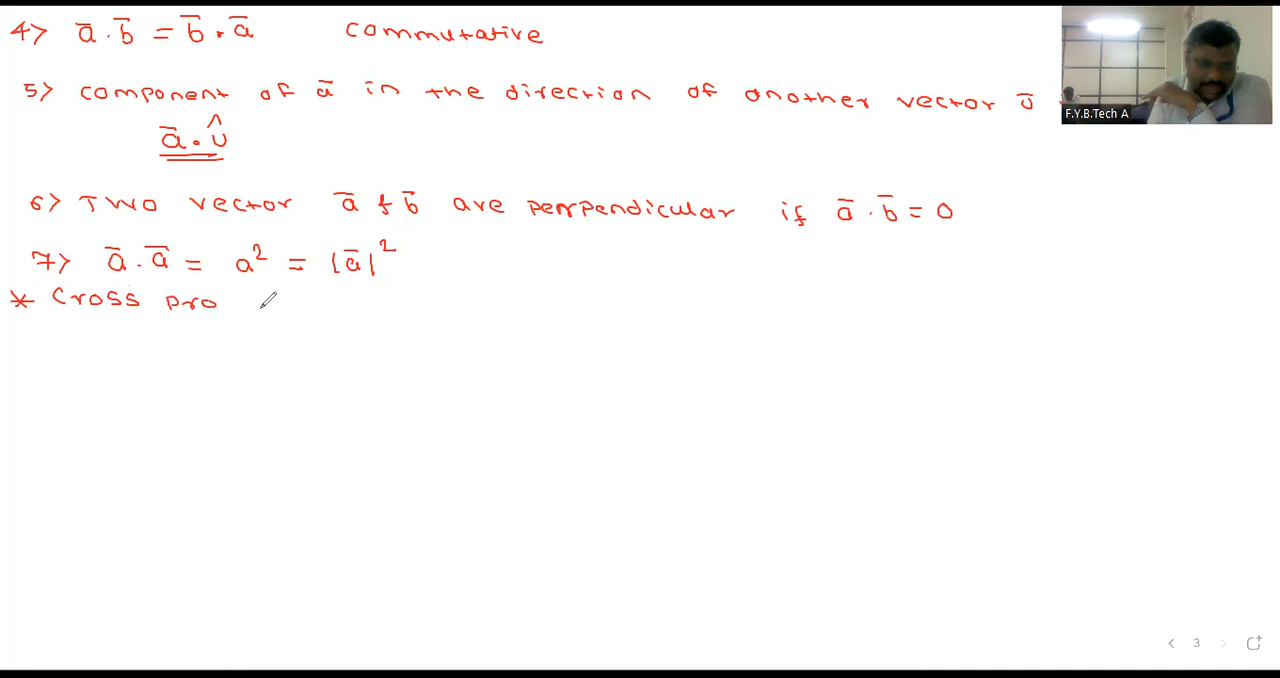 4> ā . b̄ = b̄ . ā commutative
5> component of ā in the direction of another vector ū
ā . û
6> Two vector ā & b̄ are perpendicular if ā . b̄ = 0
7> ā . ā = a² = |ā|²
* Cross pro
F.Y.B.Tech A
3